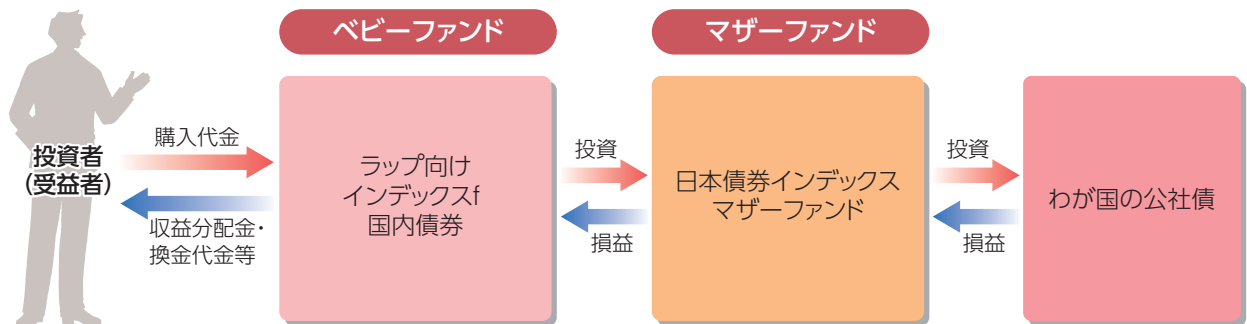 ベビーファンド
マザーファンド
投資者
(受益者)
購入代金
収益分配金・
換金代金等
ラップ向け
インデックスf
国内債券
投資
損益
日本債券インデックス
マザーファンド
投資
損益
わが国の公社債